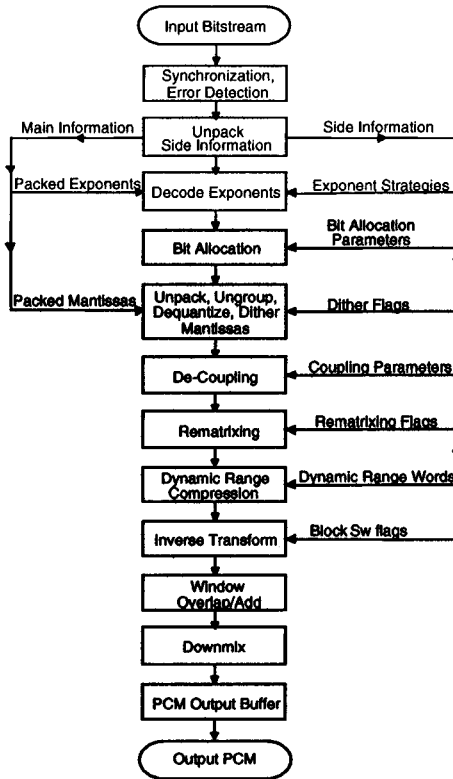 Input Bitstream
Synchronization,
Error Detection
Main Information
Unpack
Side Information
Side Information
Packed Exponents
Decode Exponents
Exponent Strategies
Bit Allocation
Bit Allocation
Parameters
Packed Mantissas
Unpack, Ungroup,
Dequantize, Dither
Mantissas
Dither Flags
De-Coupling
Coupling Parameters
Rematrixing
Rematrixing Flags
Dynamic Range
Compression
Dynamic Range Words
Inverse Transform
Block Sw flags
Window
Overlap/Add
Downmix
PCM Output Buffer
Output PCM